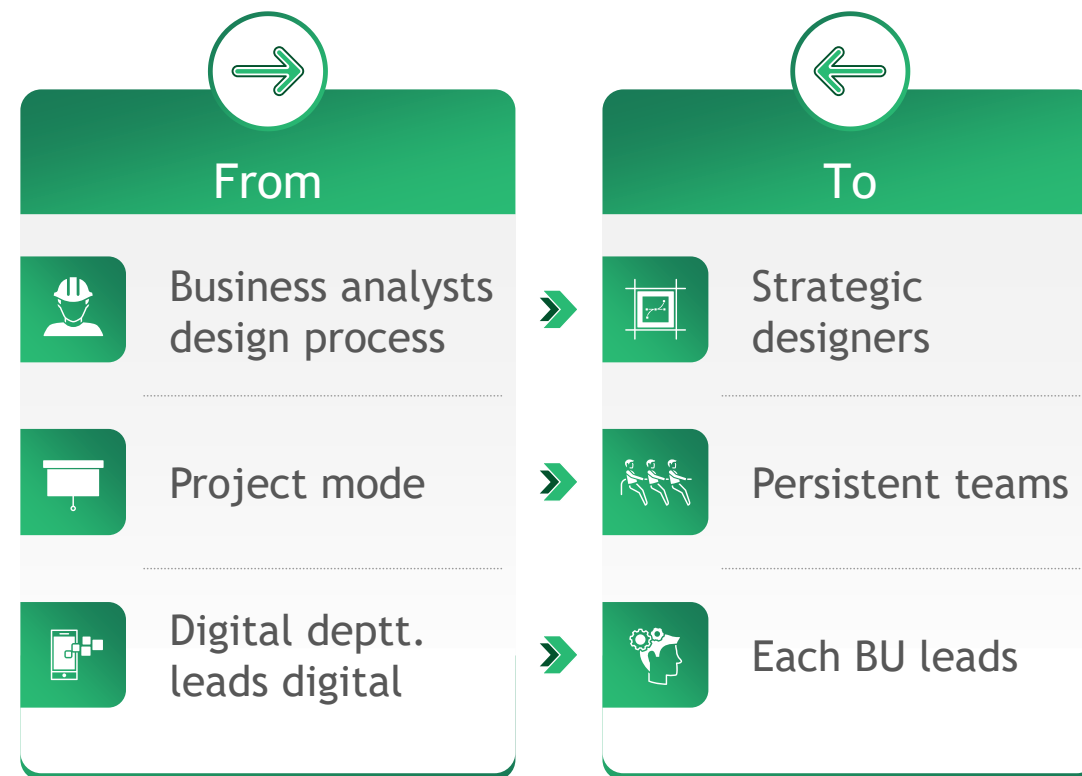 From
Business analysts
design process
Project mode
Digital deptt.
leads digital
To
Strategic
designers
Persistent teams
Each BU leads